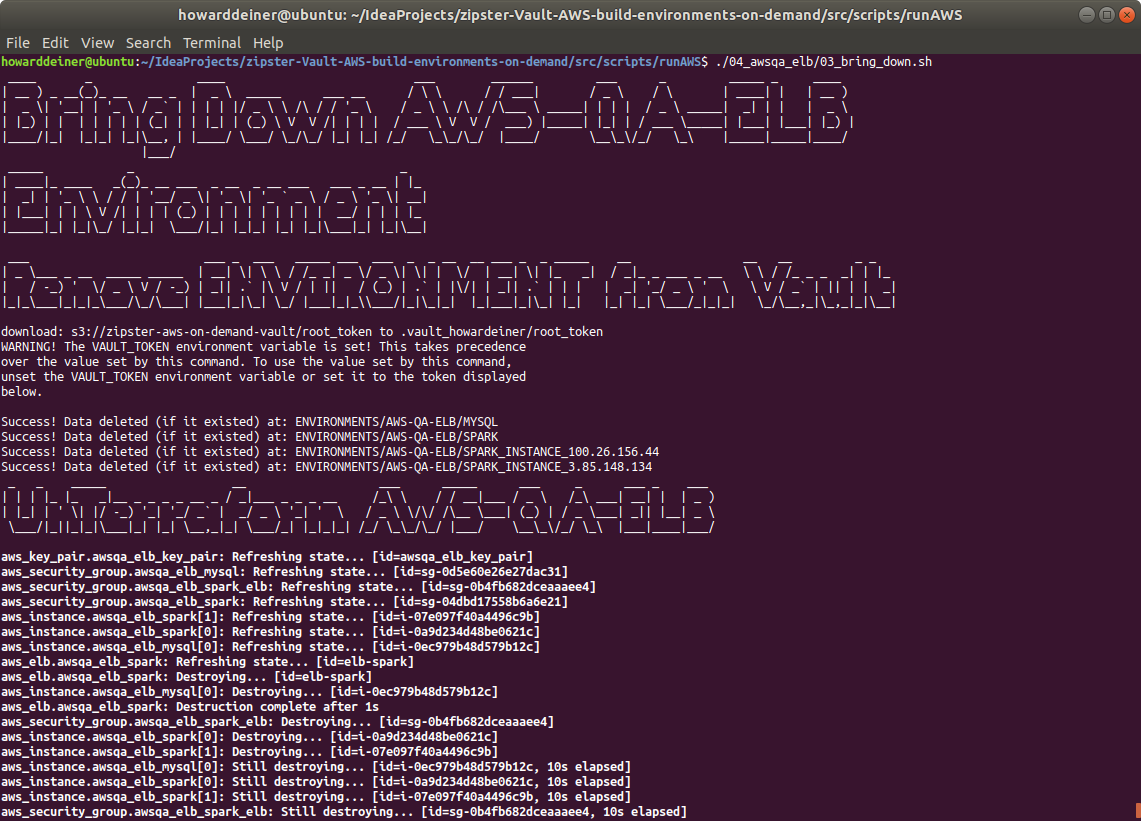 howarddeiner@ubuntu: ~/IdeaProjects/zipster-Vault-AWS-build-environments-on-demand/src/scripts/runAWS
File Edit View Search Terminal Help
howarddeiner@ubuntu:~/IdeaProjects/zipster-Vault-AWS-build-environments-on-demand/src/scripts/runAWS$ ./04_awsqa_elb/03_bring_down.sh
Bring Down AWS-QA-ELB
Environment
Remove ENVIRONMENT from Vault
download: s3://zipster-aws-on-demand-vault/root_token to .vault_howardeiner/root_token
WARNING! The VAULT_TOKEN environment variable is set! This takes precedence
over the value set by this command. To use the value set by this command,
unset the VAULT_TOKEN environment variable or set it to the token displayed
below.
Success! Data deleted (if it existed) at: ENVIRONMENTS/AWS-QA-ELB/MYSQL
Success! Data deleted (if it existed) at: ENVIRONMENTS/AWS-QA-ELB/SPARK
Success! Data deleted (if it existed) at: ENVIRONMENTS/AWS-QA-ELB/SPARK_INSTANCE_100.26.156.44
Success! Data deleted (if it existed) at: ENVIRONMENTS/AWS-QA-ELB/SPARK_INSTANCE_3.85.148.134
UnTerraform AWS-QA-ELB
aws_key_pair.awsqa_elb_key_pair: Refreshing state... [id=awsqa_elb_key_pair]
aws_security_group.awsqa_elb_mysql: Refreshing state... [id=sg-0d5e60e26e27dac31]
aws_security_group.awsqa_elb_spark_elb: Refreshing state... [id=sg-0b4fb682dceaaaee4]
aws_security_group.awsqa_elb_spark: Refreshing state... [id=sg-04dbd17558b6a6e21]
aws_instance.awsqa_elb_spark[1]: Refreshing state... [id=i-07e097f40a4496c9b]
aws_instance.awsqa_elb_spark[0]: Refreshing state... [id=i-0a9d234d48be0621c]
aws_instance.awsqa_elb_mysql[0]: Refreshing state... [id=i-0ec979b48d579b12c]
aws_elb.awsqa_elb_spark: Refreshing state... [id=elb-spark]
aws_elb.awsqa_elb_spark: Destroying... [id=elb-spark]
aws_instance.awsqa_elb_mysql[0]: Destroying... [id=i-0ec979b48d579b12c]
aws_elb.awsqa_elb_spark: Destruction complete after 1s
aws_security_group.awsqa_elb_spark_elb: Destroying... [id=sg-0b4fb682dceaaaee4]
aws_instance.awsqa_elb_spark[0]: Destroying... [id=i-0a9d234d48be0621c]
aws_instance.awsqa_elb_spark[1]: Destroying... [id=i-07e097f40a4496c9b]
aws_instance.awsqa_elb_mysql[0]: Still destroying... [id=i-0ec979b48d579b12c, 10s elapsed]
aws_instance.awsqa_elb_spark[0]: Still destroying... [id=i-0a9d234d48be0621c, 10s elapsed]
aws_instance.awsqa_elb_spark[1]: Still destroying... [id=i-07e097f40a4496c9b, 10s elapsed]
aws_security_group.awsqa_elb_spark_elb: Still destroying... [id=sg-0b4fb682dceaaaee4, 10s elapsed]